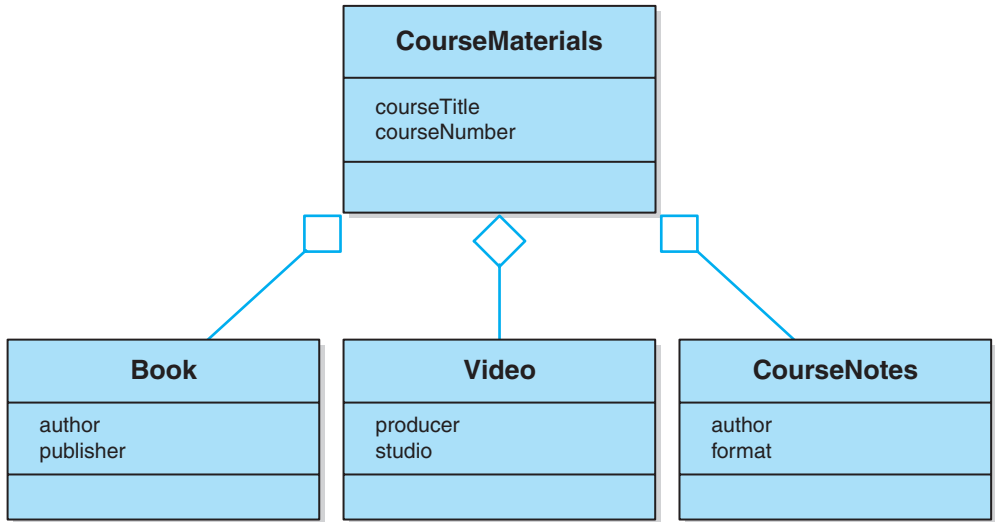 CourseMaterials
courseTitle
courseNumber
Book
author
publisher
Video
producer
studio
CourseNotes
author
format